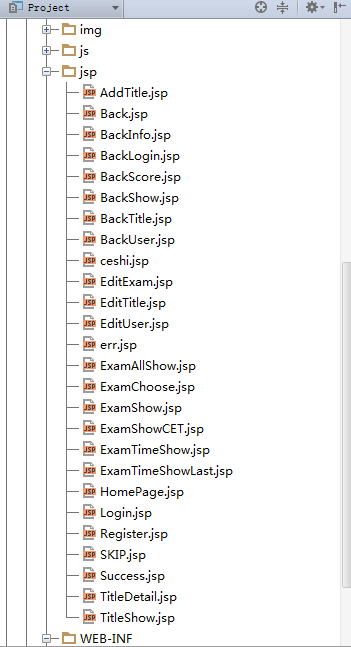 Project
img
js
jsp
AddTitle.jsp
Back.jsp
BackInfo.jsp
BackLogin.jsp
BackScore.jsp
BackShow.jsp
BackTitle.jsp
BackUser.jsp
ceshi.jsp
EditExam.jsp
EditTitle.jsp
EditUser.jsp
err.jsp
ExamAllShow.jsp
ExamChoose.jsp
ExamShow.jsp
ExamShowCET.jsp
ExamTimeShow.jsp
ExamTimeShowLast.jsp
HomePage.jsp
Login.jsp
Register.jsp
SKIP.jsp
Success.jsp
TitleDetail.jsp
TitleShow.jsp
WEB-INF